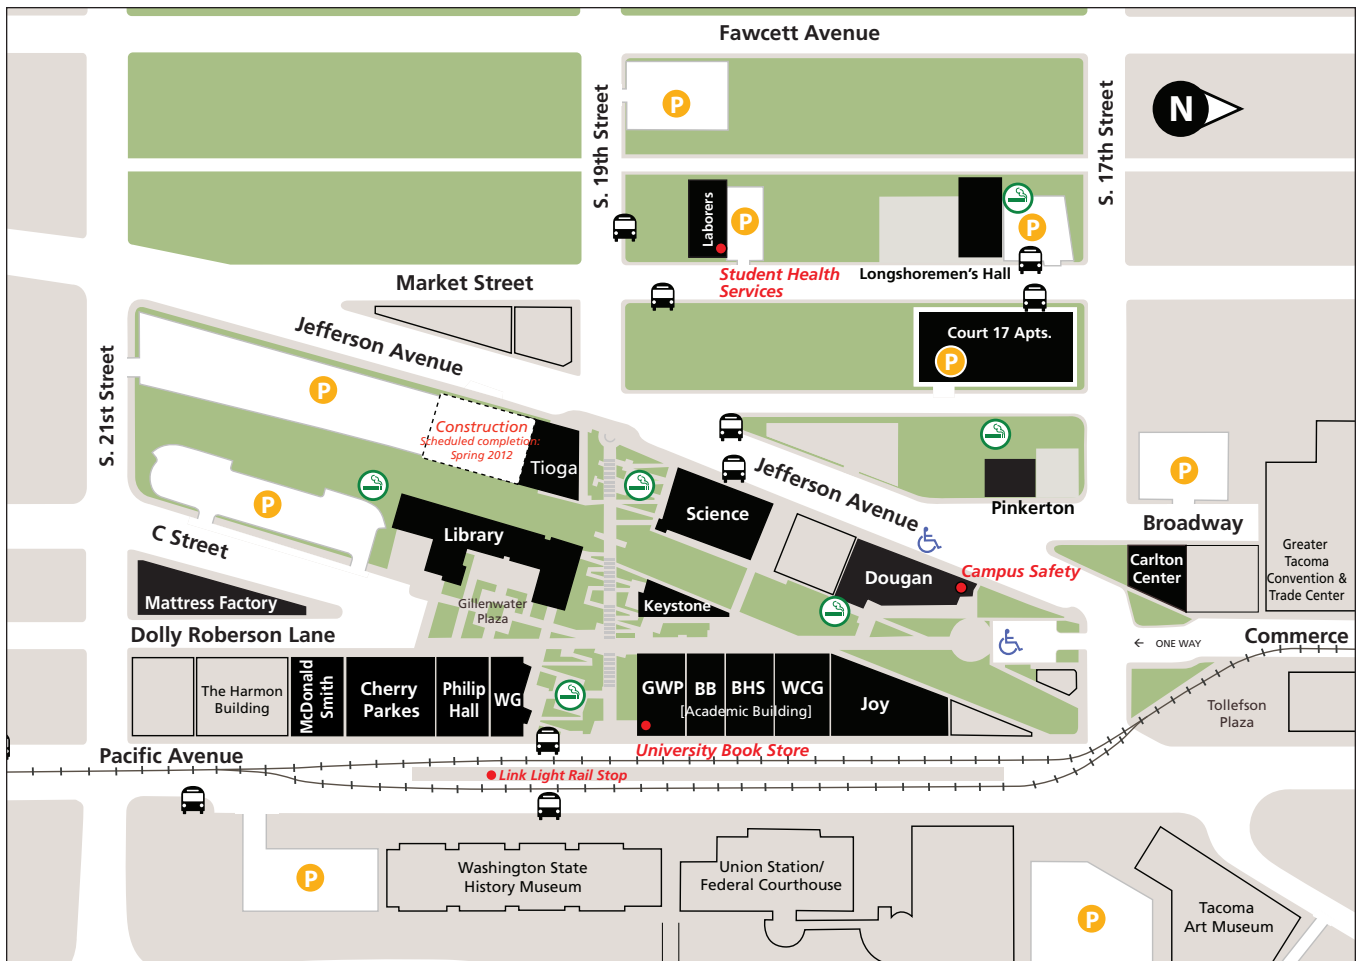 Fawcett Avenue
N
P
S. 19th Street
S. 17th Street
Laborers
P
P
Student Health
Services
Longshoremen's Hall
Market Street
Jefferson Avenue
Court 17 Apts.
P
S. 21st Street
P
Construction
Scheduled completion:
Spring 2012
Tioga
Jefferson Avenue
P
Pinkerton
Broadway
P
Science
Library
C Street
Dougan
Campus Safety
Carlton
Center
Greater
Tacoma
Convention &
Trade Center
Mattress Factory
Gillenwater
Plaza
Keystone
Dolly Roberson Lane
ONE WAY
Commerce
The Harmon
Building
McDonald
Smith
Cherry
Parkes
Philip
Hall
WG
GWP
BB
BHS
WCG
[Academic Building]
Joy
Tollefson
Plaza
Pacific Avenue
University Book Store
Link Light Rail Stop
P
Washington State
History Museum
Union Station/
Federal Courthouse
P
Tacoma
Art Museum